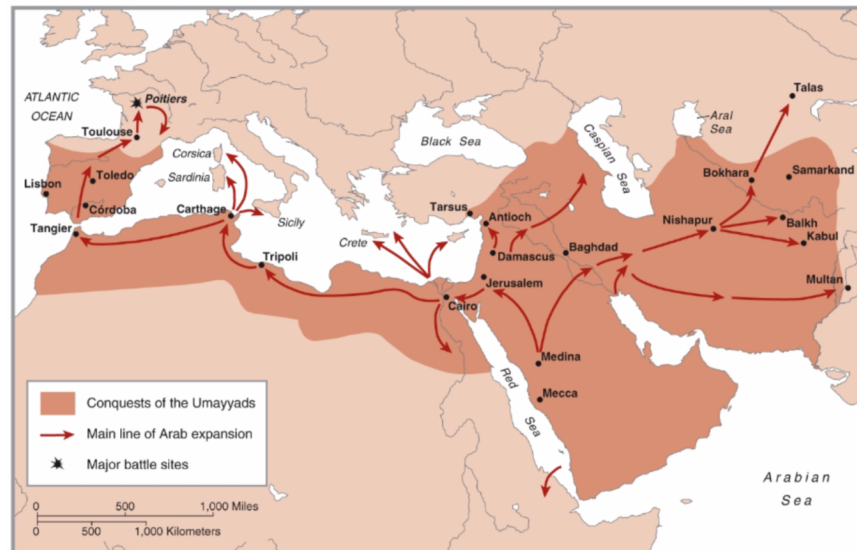 Talas
ATLANTIC
OCEAN
Poitiers
Aral
Sea
Toulouse
Black Sea
Caspian
Sea
Corsica
Bokhara
Samarkand
Toledo
Sardinia
Lisbon
Córdoba
Carthage
Tarsus
Antioch
Nishapur
Balkh
Sicily
Tangier
Crete
Kabul
Damascus
Baghdad
Tripoli
Jerusalem
Multan
Cairo
Medina
Red
Sea
Mecca
Conquests of the Umayyads
Main line of Arab expansion
Major battle sites
Arabian
Sea
0 500 1,000 Miles
0 500 1,000 Kilometers